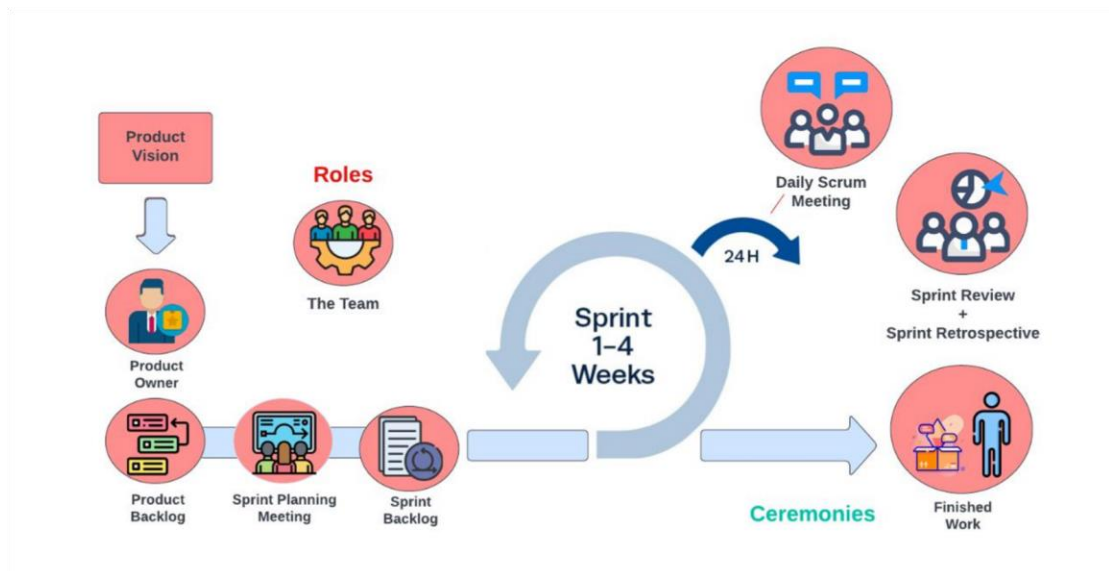 Product
Vision
Roles
The Team
Product
Owner
Product
Backlog
Sprint Planning
Meeting
Sprint
Backlog
Sprint
1–4
Weeks
24H
Daily Scrum
Meeting
Sprint Review
+
Sprint Retrospective
Ceremonies
Finished
Work